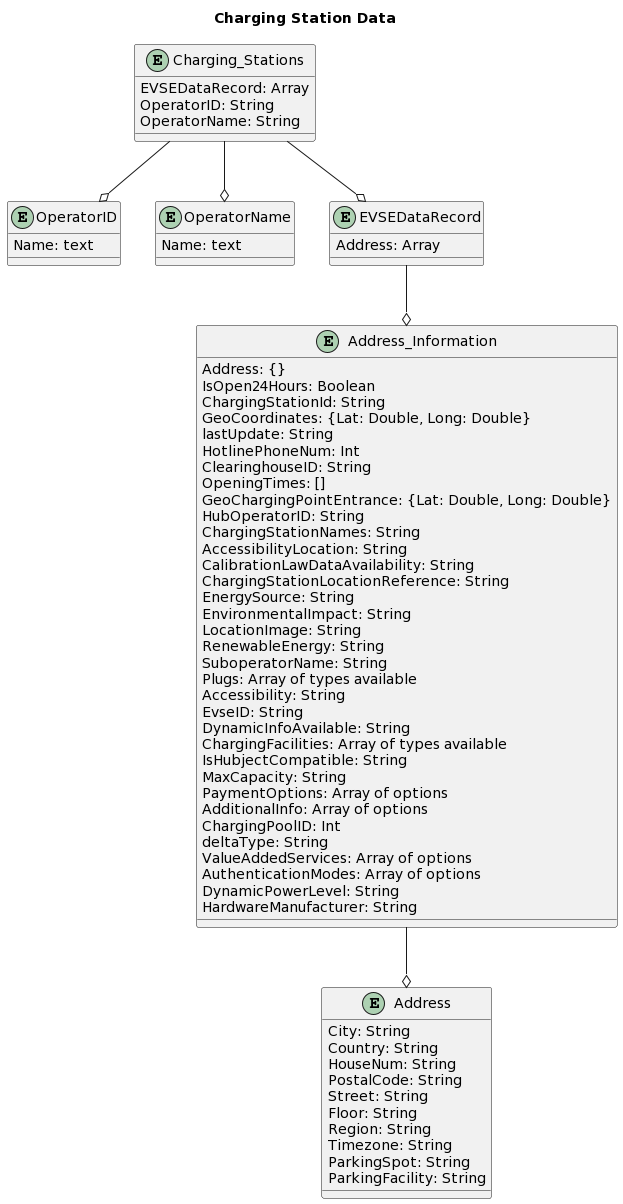 Charging Station Data
E Charging_Stations
EVSEDataRecord: Array
OperatorID: String
OperatorName: String
E OperatorID
Name: text
E OperatorName
Name: text
E EVSEDataRecord
Address: Array
E Address_Information
Address: {}
IsOpen24Hours: Boolean
ChargingStationId: String
GeoCoordinates: {Lat: Double, Long: Double}
lastUpdate: String
HotlinePhoneNum: Int
ClearinghouseID: String
OpeningTimes: []
GeoChargingPointEntrance: {Lat: Double, Long: Double}
HubOperatorID: String
ChargingStationNames: String
AccessibilityLocation: String
CalibrationLawDataAvailability: String
ChargingStationLocationReference: String
EnergySource: String
EnvironmentalImpact: String
LocationImage: String
RenewableEnergy: String
SuboperatorName: String
Plugs: Array of types available
Accessibility: String
EvseID: String
DynamicInfoAvailable: String
ChargingFacilities: Array of types available
IsHubjectCompatible: String
MaxCapacity: String
PaymentOptions: Array of options
AdditionalInfo: Array of options
ChargingPoolID: Int
deltaType: String
ValueAddedServices: Array of options
AuthenticationModes: Array of options
DynamicPowerLevel: String
HardwareManufacturer: String
E Address
City: String
Country: String
HouseNum: String
PostalCode: String
Street: String
Floor: String
Region: String
Timezone: String
ParkingSpot: String
ParkingFacility: String